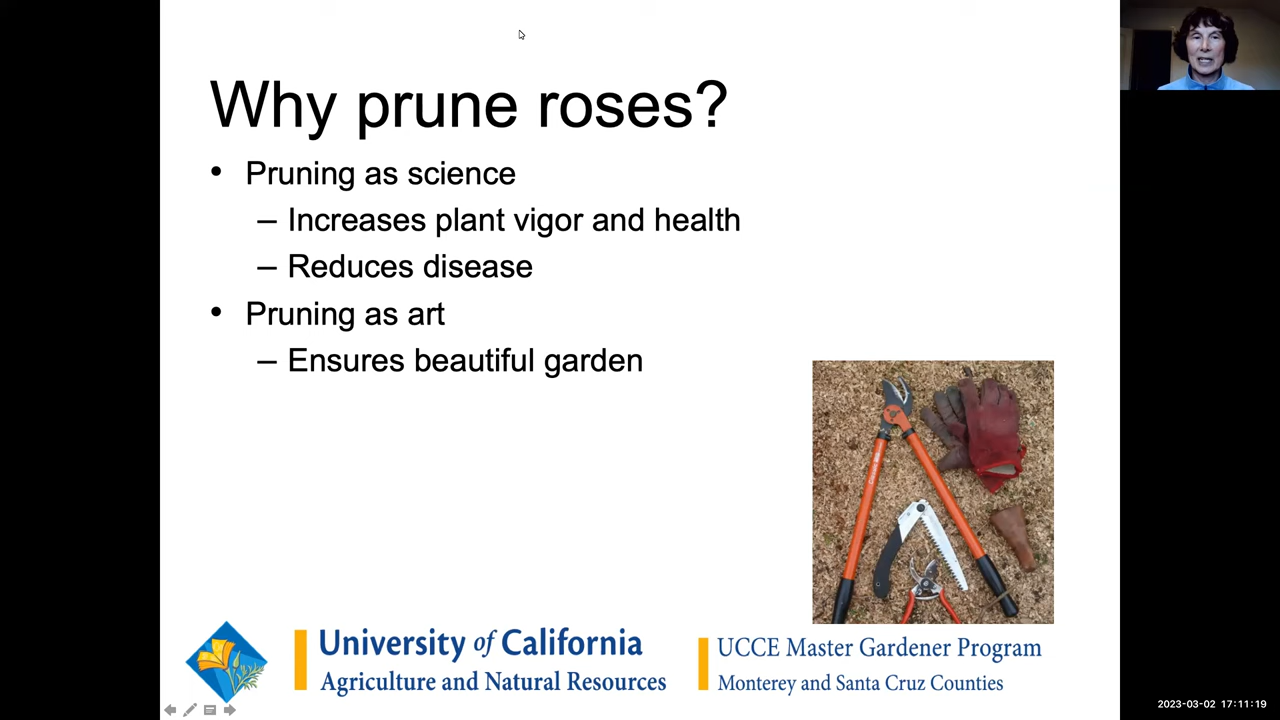 Why prune roses?
• Pruning as science
– Increases plant vigor and health
– Reduces disease
• Pruning as art
– Ensures beautiful garden
University of California
Agriculture and Natural Resources
UCCE Master Gardener Program
Monterey and Santa Cruz Counties
2023-03-02 17:11:19